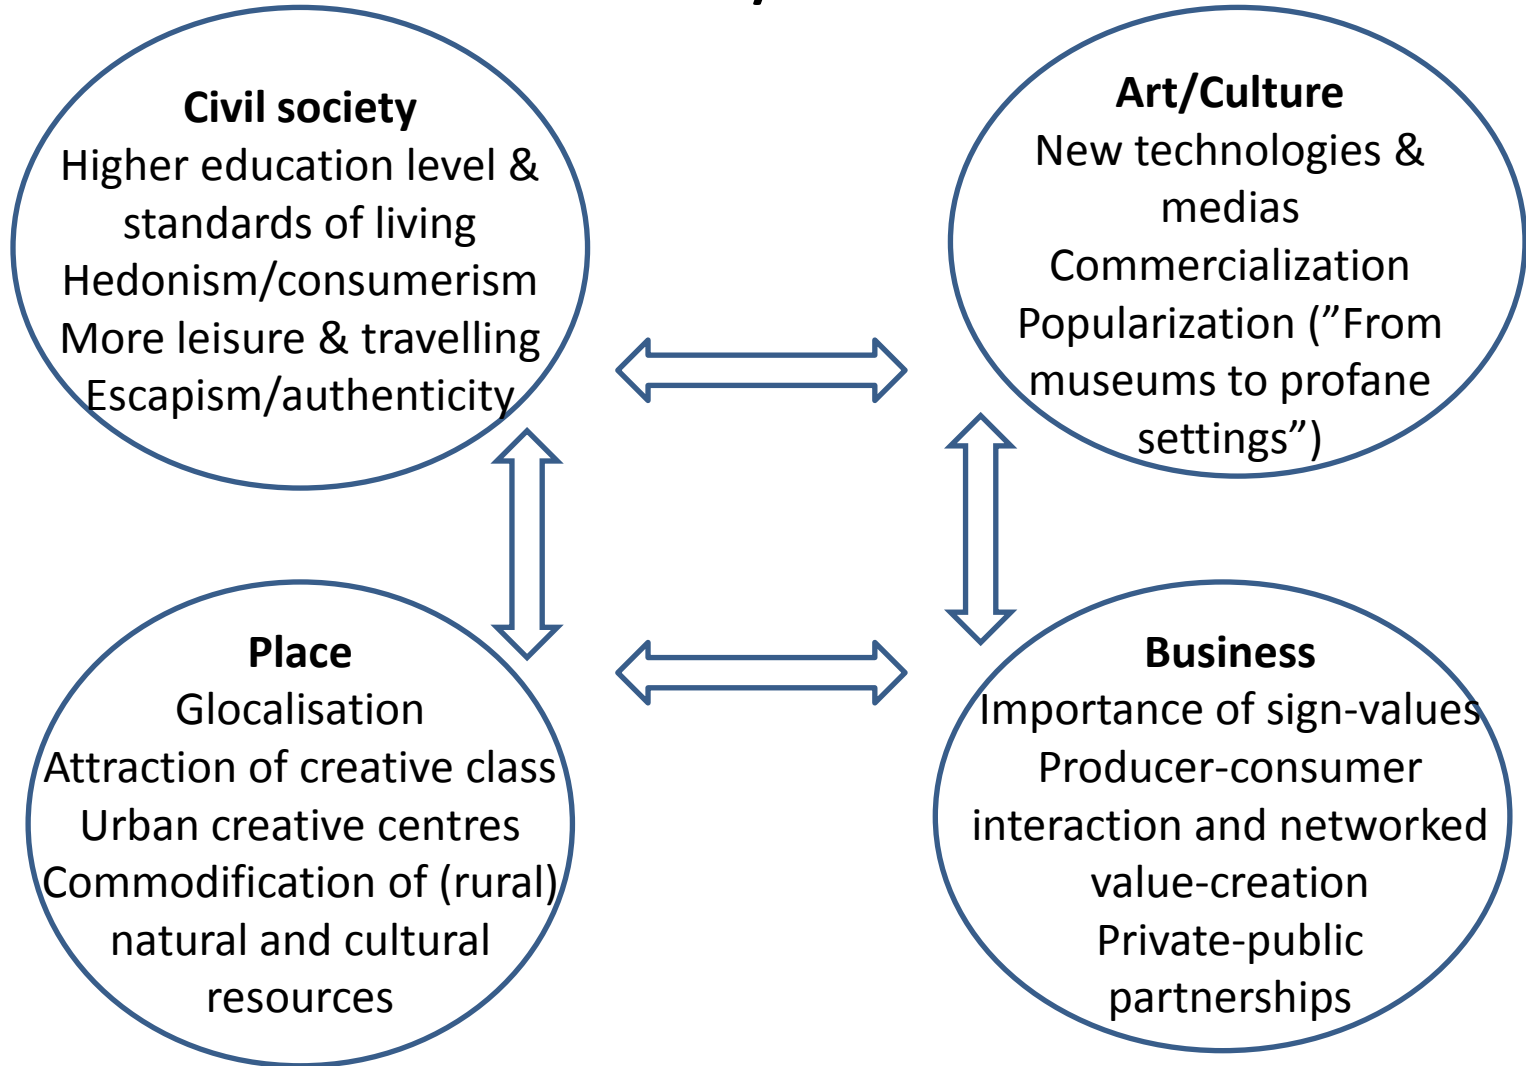 Civil society
Higher education level &
standards of living
Hedonism/consumerism
More leisure & travelling
Escapism/authenticity
Art/Culture
New technologies &
medias
Commercialization
Popularization (”From
museums to profane
settings”)
Place
Glocalisation
Attraction of creative class
Urban creative centres
Commodification of (rural)
natural and cultural
resources
Business
Importance of sign-values
Producer-consumer
interaction and networked
value-creation
Private-public
partnerships